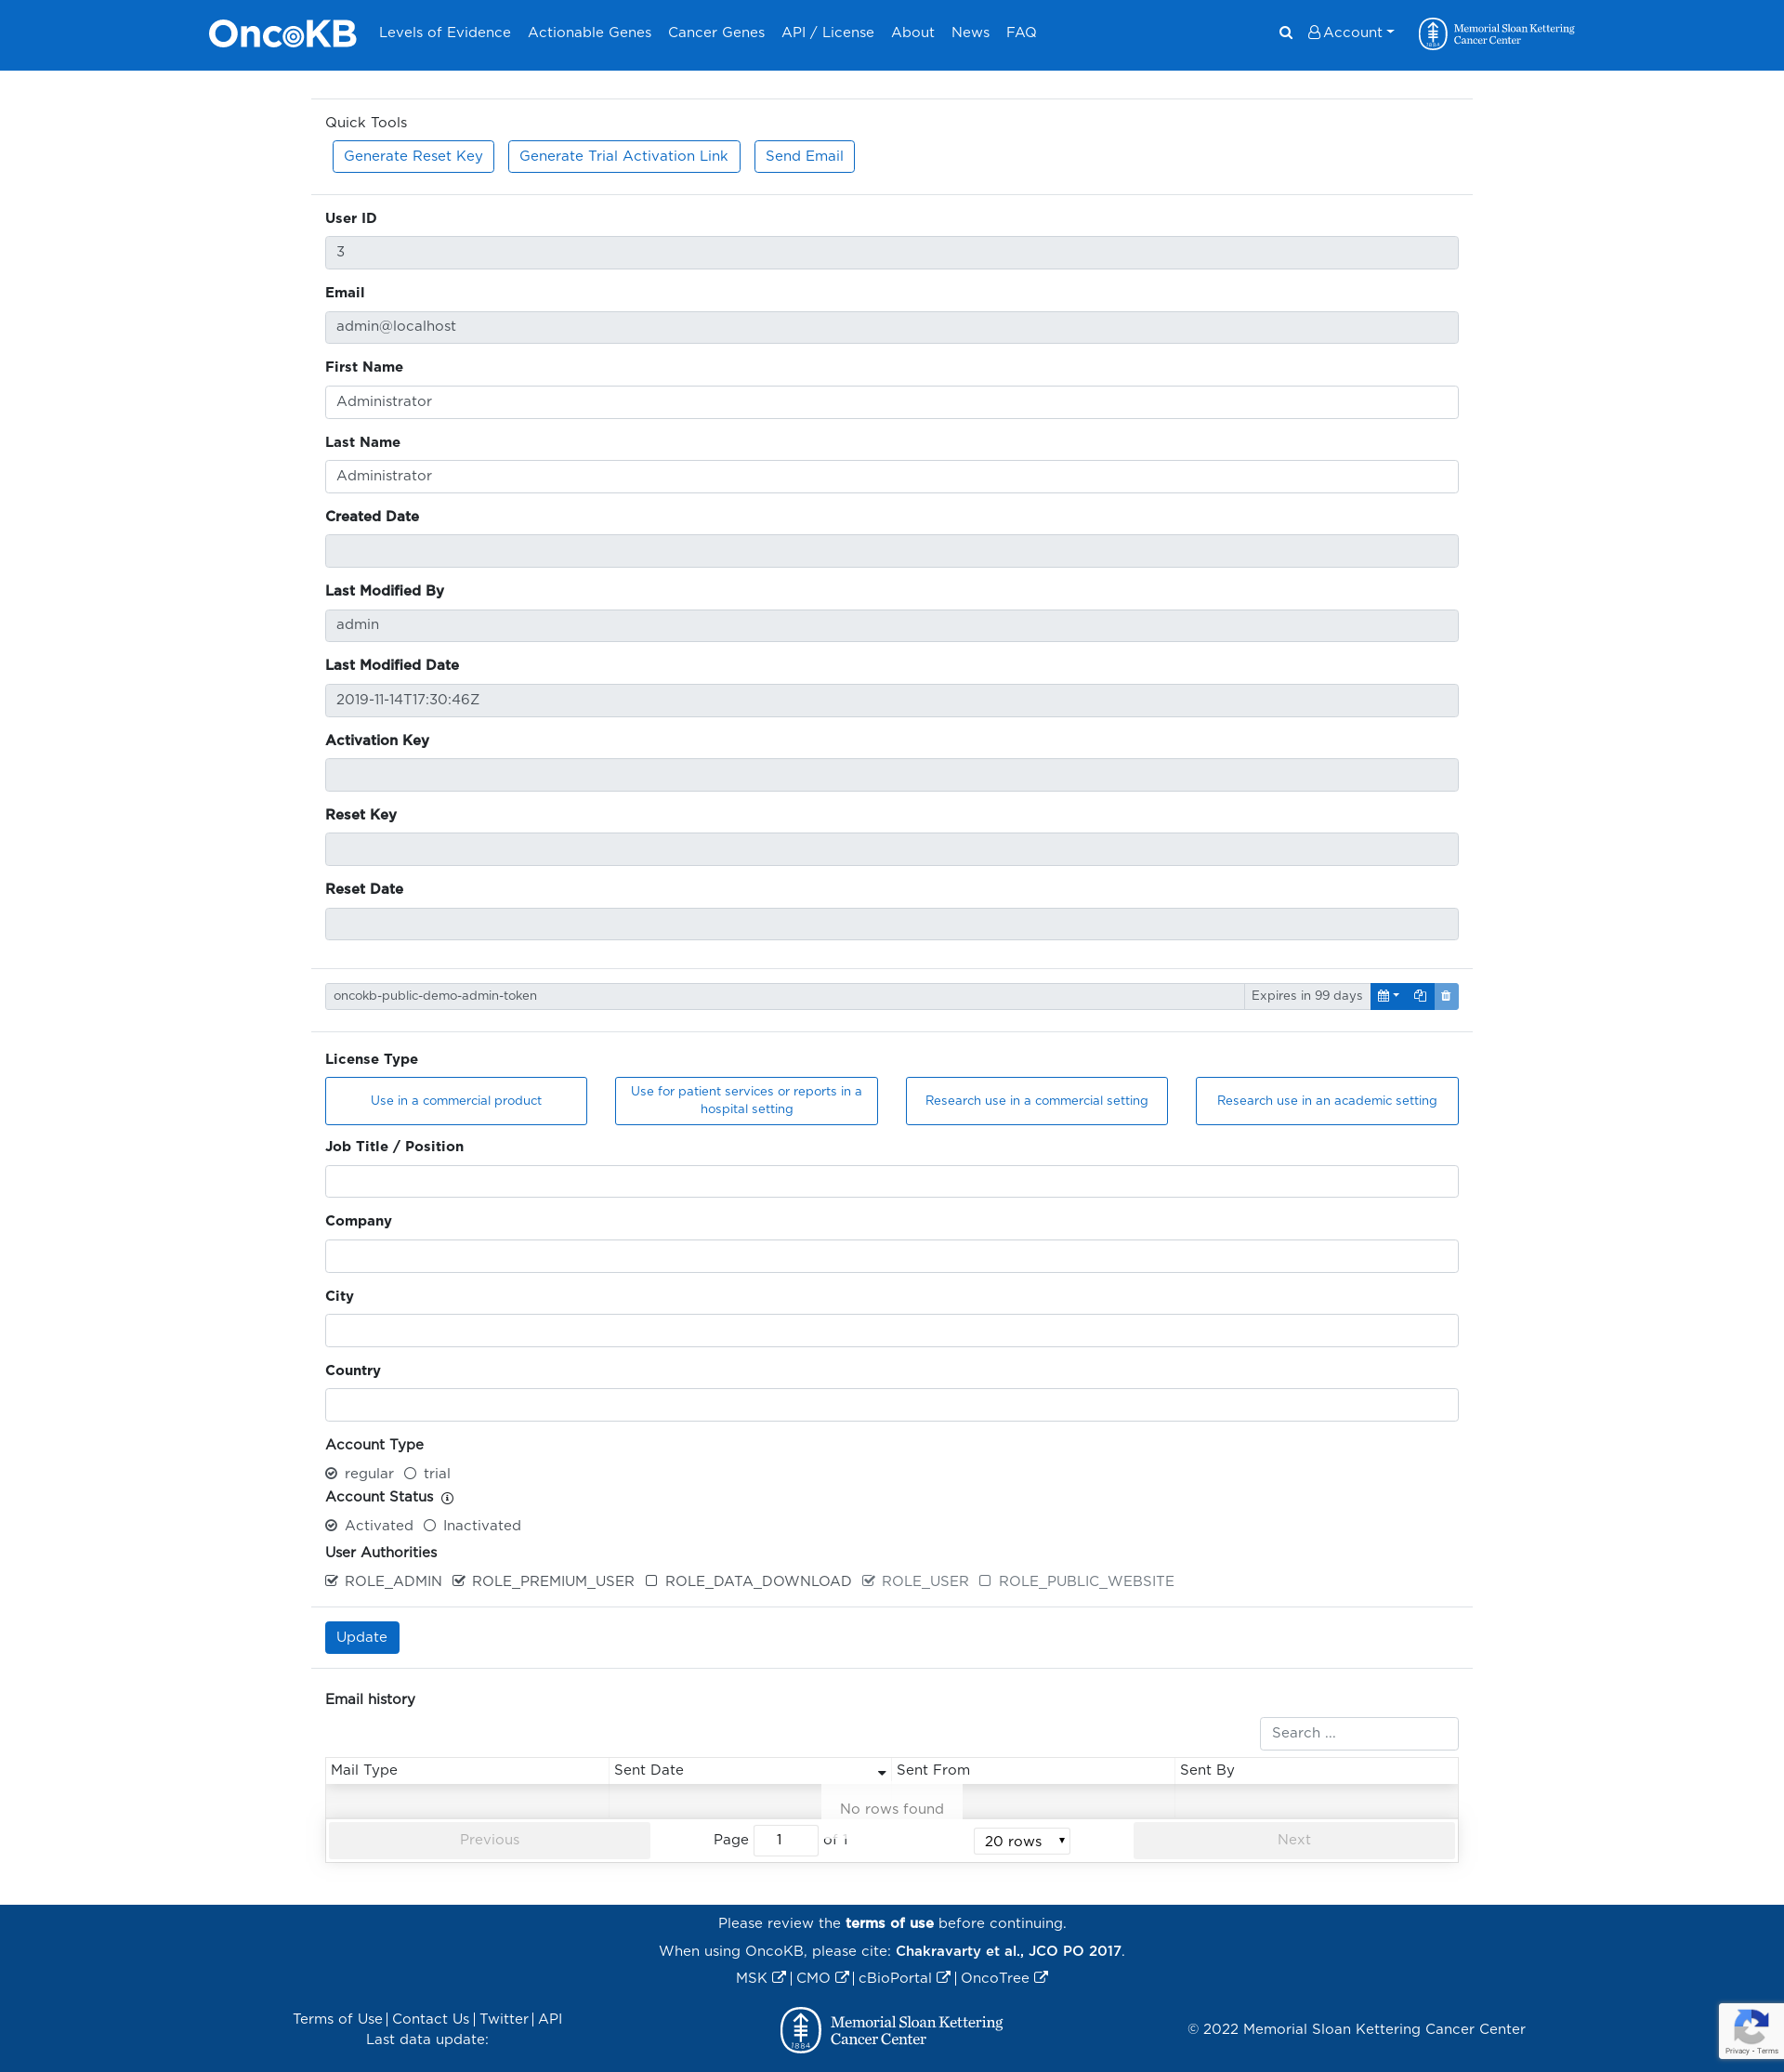 OncoKB Levels of Evidence Actionable Genes Cancer Genes API / License About News FAQ Account Memorial Sloan Kettering
Cancer Center
Quick Tools
Generate Reset Key Generate Trial Activation Link Send Email
User ID
3
Email
admin@localhost
First Name
Administrator
Last Name
Administrator
Created Date
Last Modified By
admin
Last Modified Date
2019-11-14T17:30:46Z
Activation Key
Reset Key
Reset Date
oncokb-public-demo-admin-token Expires in 99 days
License Type
Use in a commercial product
Use for patient services or reports in a
hospital setting
Research use in a commercial setting
Research use in an academic setting
Job Title / Position
Company
City
Country
Account Type
regular trial
Account Status
Activated Inactivated
User Authorities
ROLE_ADMIN ROLE_PREMIUM_USER ROLE_DATA_DOWNLOAD ROLE_USER ROLE_PUBLIC_WEBSITE
Update
Email history
Search ...
Mail Type Sent Date Sent From Sent By
No rows found
Previous Page 1 of 1 20 rows Next
Please review the terms of use before continuing.
When using OncoKB, please cite: Chakravarty et al., JCO PO 2017.
MSK | CMO | cBioPortal | OncoTree
Terms of Use | Contact Us | Twitter | API
Last data update:
1884 Memorial Sloan Kettering
Cancer Center
© 2022 Memorial Sloan Kettering Cancer Center
Privacy - Terms